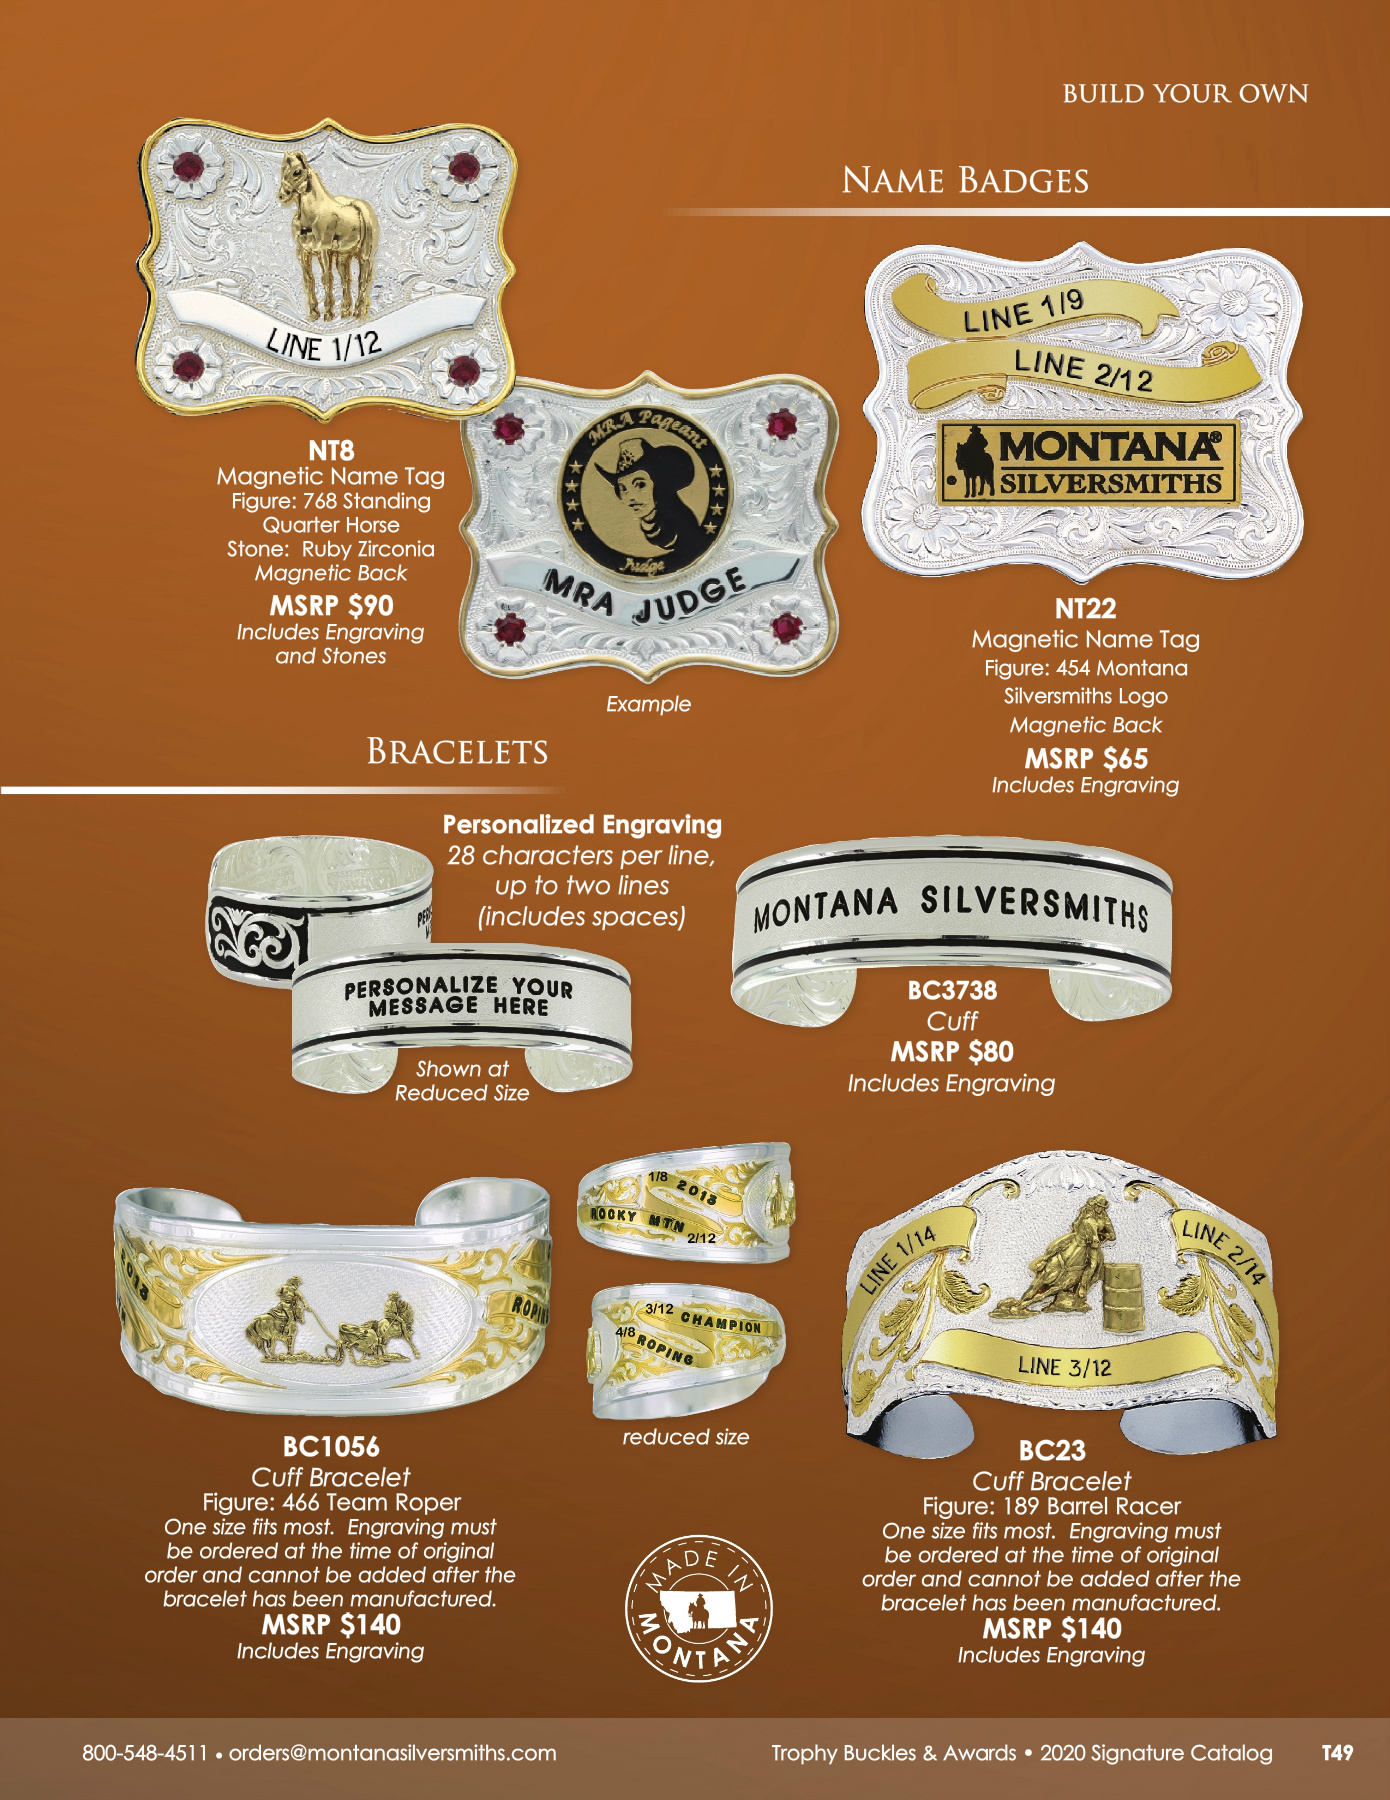 BUILD YOUR OWN
NAME BADGES
LINE 1/12
NT8
Magnetic Name Tag
Figure: 768 Standing
Quarter Horse
Stone:  Ruby Zirconia
Magnetic Back
MSRP $90
Includes Engraving
and Stones
MRA Pageant
Judge
MRA JUDGE
Example
LINE 1/9
LINE 2/12
MONTANA®
SILVERSMITHS
NT22
Magnetic Name Tag
Figure: 454 Montana
Silversmiths Logo
Magnetic Back
MSRP $65
Includes Engraving
BRACELETS
Personalized Engraving
28 characters per line,
up to two lines
(includes spaces)
PERSONALIZE YOUR
MESSAGE HERE
Shown at
Reduced Size
MONTANA SILVERSMITHS
BC3738
Cuff
MSRP $80
Includes Engraving
2013
ROPING
BC1056
Cuff Bracelet
Figure: 466 Team Roper
One size fits most.  Engraving must
be ordered at the time of original
order and cannot be added after the
bracelet has been manufactured.
MSRP $140
Includes Engraving
1/8 2013
ROCKY MTN
2/12
3/12 CHAMPION
4/8 ROPING
reduced size
MADE IN
MONTANA
LINE 1/14
LINE 2/14
LINE 3/12
BC23
Cuff Bracelet
Figure: 189 Barrel Racer
One size fits most.  Engraving must
be ordered at the time of original
order and cannot be added after the
bracelet has been manufactured.
MSRP $140
Includes Engraving
800-548-4511 • orders@montanasilversmiths.com
Trophy Buckles & Awards • 2020 Signature Catalog T49